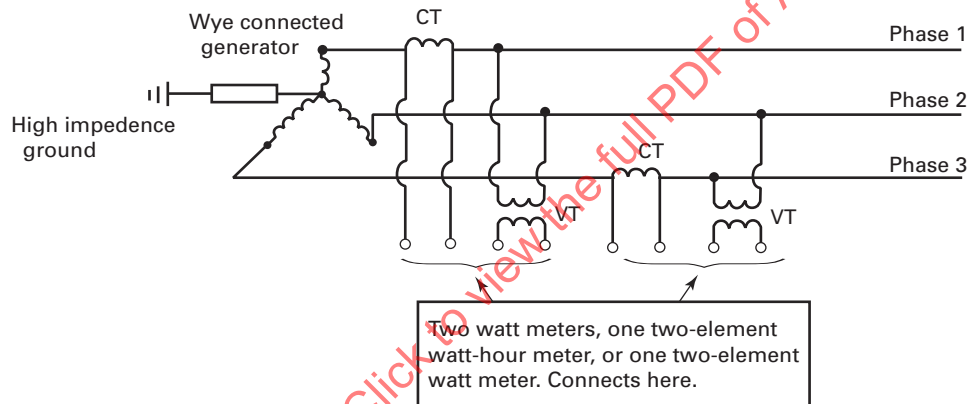 Wye connected
generator
CT
Phase 1
Phase 2
High impedence
ground
CT
Phase 3
VT
VT
Two watt meters, one two-element
watt-hour meter, or one two-element
watt meter. Connects here.
Click to view the full PDF of A